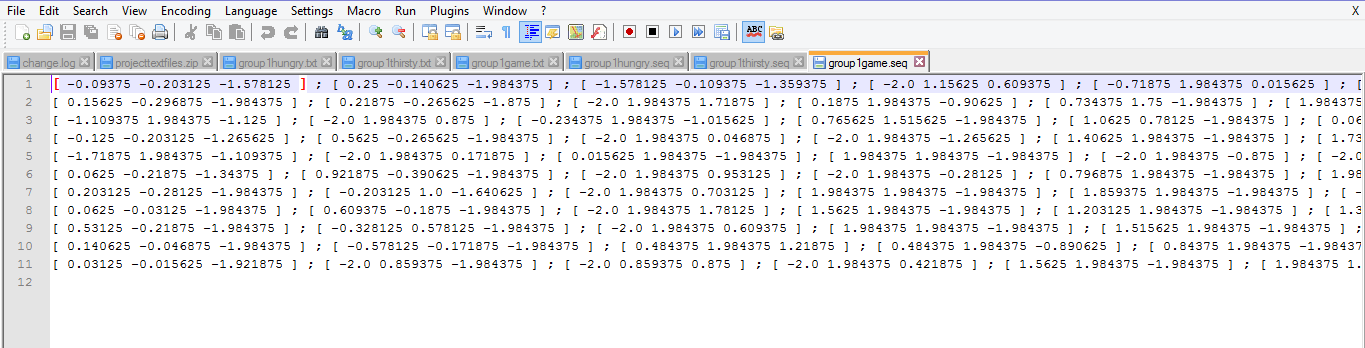 File Edit Search View Encoding Language Settings Macro Run Plugins Window ? X
change.log projecttextfiles.zip group1hungry.txt group1thirsty.txt group1game.txt group1hungry.seq group1thirsty.seq group1game.seq
1 [ -0.09375 -0.203125 -1.578125 ] ; [ 0.25 -0.140625 -1.984375 ] ; [ -1.578125 -0.109375 -1.359375 ] ; [ -2.0 1.15625 0.609375 ] ; [ -0.71875 1.984375 0.015625 ] ; [
2 [ 0.15625 -0.296875 -1.984375 ] ; [ 0.21875 -0.265625 -1.875 ] ; [ -2.0 1.984375 1.71875 ] ; [ 0.1875 1.984375 -0.90625 ] ; [ 0.734375 1.75 -1.984375 ] ; [ 1.984375
3 [ -1.109375 1.984375 -1.125 ] ; [ -2.0 1.984375 0.875 ] ; [ -0.234375 1.984375 -1.015625 ] ; [ 0.765625 1.515625 -1.984375 ] ; [ 1.0625 0.78125 -1.984375 ] ; [ 0.06
4 [ -0.125 -0.203125 -1.265625 ] ; [ 0.5625 -0.265625 -1.984375 ] ; [ -2.0 1.984375 0.046875 ] ; [ -2.0 1.984375 -1.265625 ] ; [ 1.40625 1.984375 -1.984375 ] ; [ 1.73
5 [ -1.71875 1.984375 -1.109375 ] ; [ -2.0 1.984375 0.171875 ] ; [ 0.015625 1.984375 -1.984375 ] ; [ 1.984375 1.984375 -1.984375 ] ; [ -2.0 1.984375 -0.875 ] ; [ -2.0
6 [ 0.0625 -0.21875 -1.34375 ] ; [ 0.921875 -0.390625 -1.984375 ] ; [ -2.0 1.984375 0.953125 ] ; [ -2.0 1.984375 -0.28125 ] ; [ 0.796875 1.984375 -1.984375 ] ; [ 1.98
7 [ 0.203125 -0.28125 -1.984375 ] ; [ -0.203125 1.0 -1.640625 ] ; [ -2.0 1.984375 0.703125 ] ; [ 1.984375 1.984375 -1.984375 ] ; [ 1.859375 1.984375 -1.984375 ] ; [ -
8 [ 0.0625 -0.03125 -1.984375 ] ; [ 0.609375 -0.1875 -1.984375 ] ; [ -2.0 1.984375 1.78125 ] ; [ 1.5625 1.984375 -1.984375 ] ; [ 1.203125 1.984375 -1.984375 ] ; [ 1.3
9 [ 0.53125 -0.21875 -1.984375 ] ; [ -0.328125 0.578125 -1.984375 ] ; [ -2.0 1.984375 0.609375 ] ; [ 1.984375 1.984375 -1.984375 ] ; [ 1.515625 1.984375 -1.984375 ] ;
10 [ 0.140625 -0.046875 -1.984375 ] ; [ -0.578125 -0.171875 -1.984375 ] ; [ 0.484375 1.984375 1.21875 ] ; [ 0.484375 1.984375 -0.890625 ] ; [ 0.84375 1.984375 -1.98437
11 [ 0.03125 -0.015625 -1.921875 ] ; [ -2.0 0.859375 -1.984375 ] ; [ -2.0 0.859375 0.875 ] ; [ -2.0 1.984375 0.421875 ] ; [ 1.5625 1.984375 -1.984375 ] ; [ 1.984375 1.
12